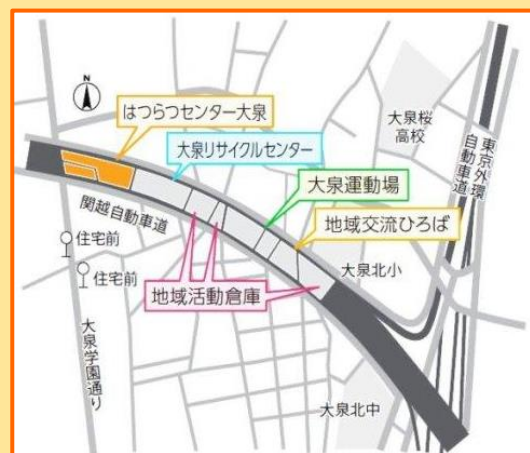 N
はつらつセンター大泉
大泉リサイクルセンター
大泉運動場
地域交流ひろば
地域活動倉庫
関越自動車道
住宅前
住宅前
大泉学園通り
大泉桜
高校
東京外環
自動車道
大泉北小
大泉北中